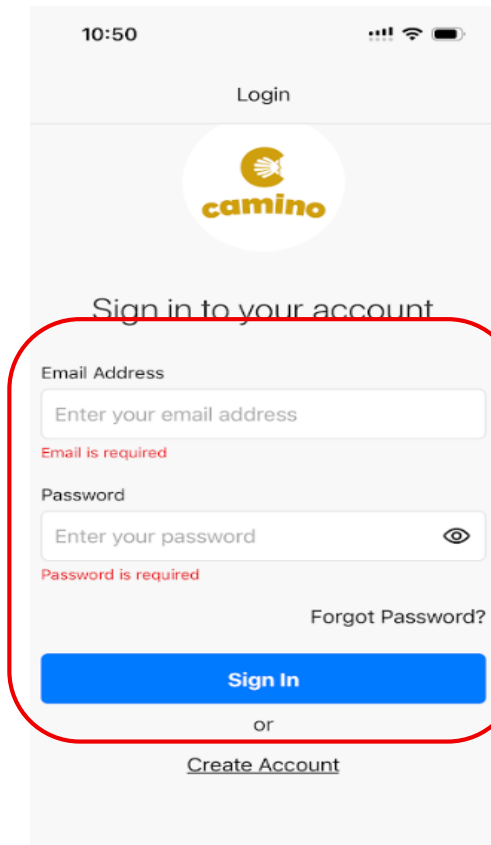 10:50
Login
camino
Sign in to your account
Email Address
Enter your email address
Email is required
Password
Enter your password
Password is required
Forgot Password?
Sign In
or
Create Account